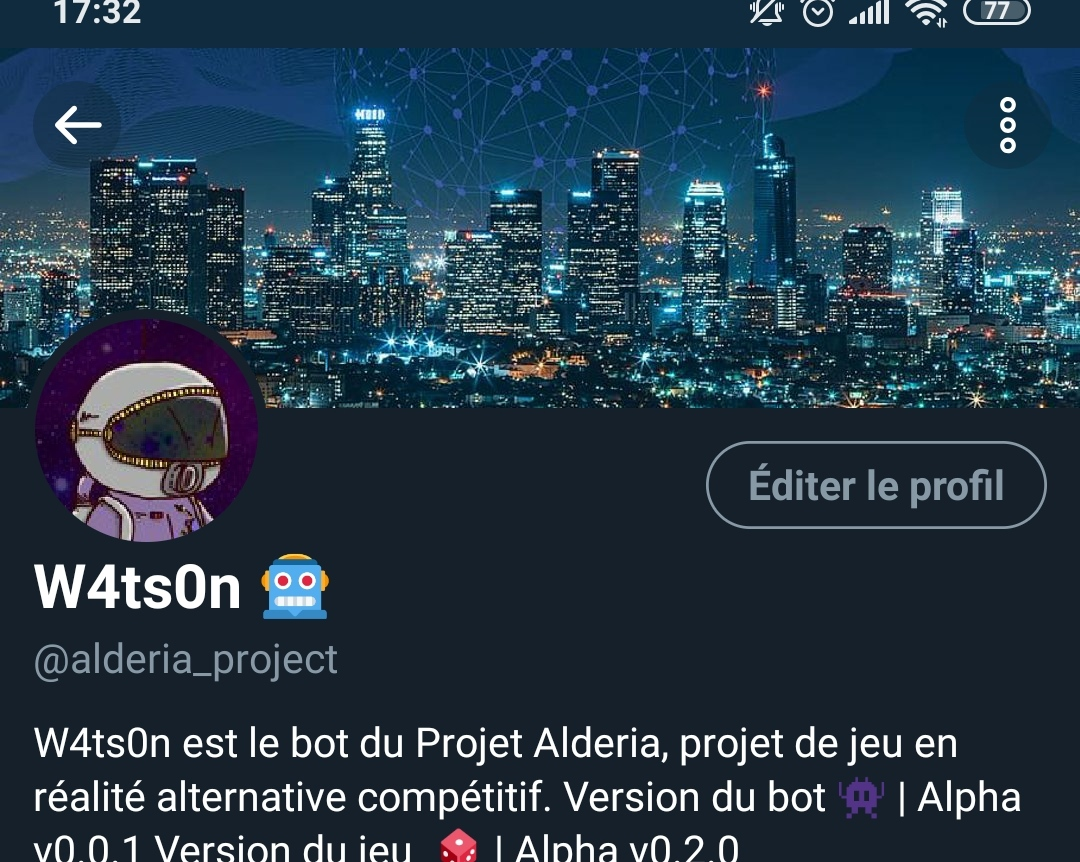 17:32
77
Éditer le profil
W4ts0n 🤖
@alderia_project
W4ts0n est le bot du Projet Alderia, projet de jeu en
réalité alternative compétitif. Version du bot 👾 | Alpha
v0.0.1 Version du jeu 🎲 | Alpha v0.2.0